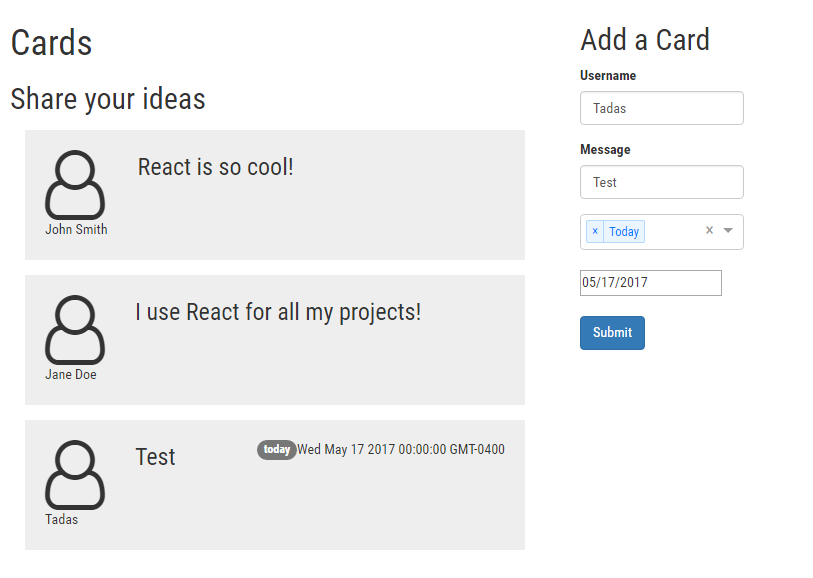 Cards
Share your ideas
React is so cool!
John Smith
I use React for all my projects!
Jane Doe
Test
today Wed May 17 2017 00:00:00 GMT-0400
Tadas
Add a Card
Username
Tadas
Message
Test
× Today ×
05/17/2017
Submit